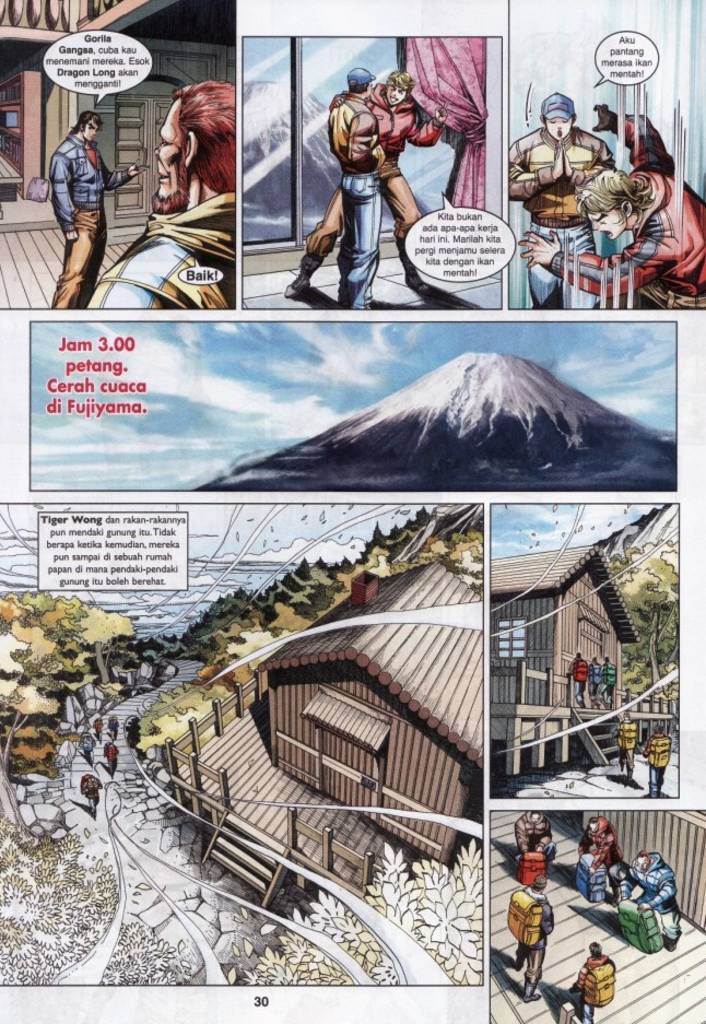 Gorila
Gangsa, cuba kau
menemani mereka. Esok
Dragon Long akan
mengganti!
Baik!
Kita bukan
ada apa-apa kerja
hari ini. Marilah kita
pergi menjamu selera
kita dengan ikan
mentah!
Aku
pantang
merasa ikan
mentah!
Jam 3.00
petang.
Cerah cuaca
di Fujiyama.
Tiger Wong dan rakan-rakannya
pun mendaki gunung itu. Tidak
berapa ketika kemudian, mereka
pun sampai di sebuah rumah
papan di mana pendaki-pendaki
gunung itu boleh berehat.
30